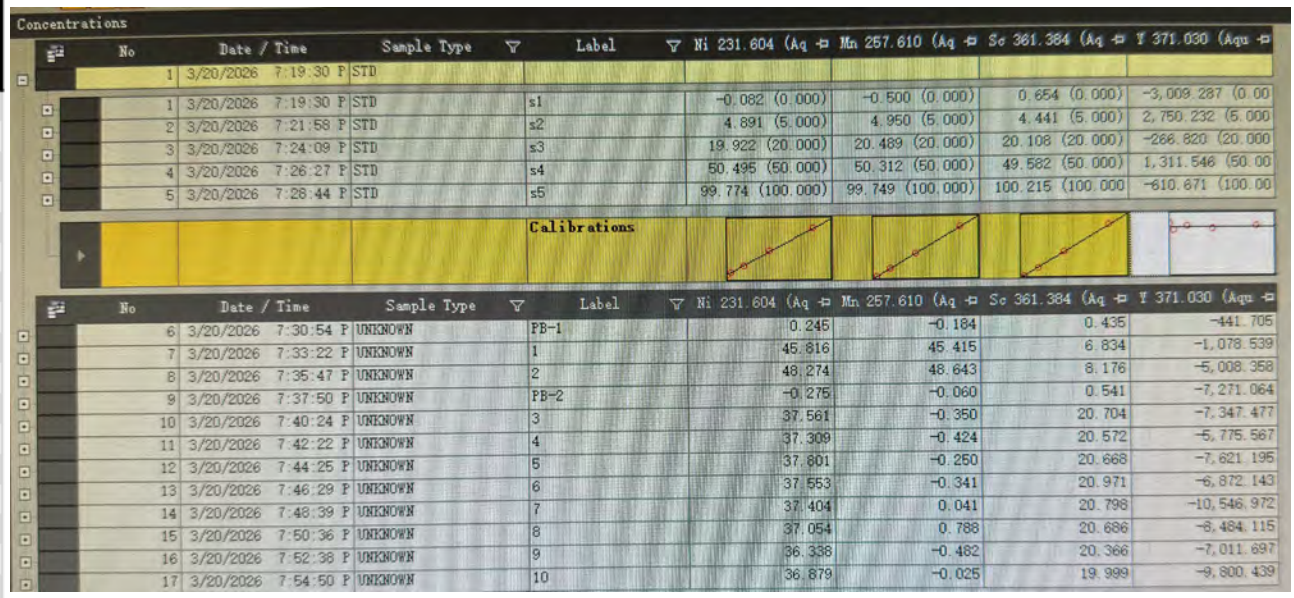 Concentrations
No Date / Time Sample Type Label Ni 231.604 (Aq Mn 257.610 (Aq Sc 361.384 (Aq Y 371.030 (Aqu
1 3/20/2026 7:19:30 P STD
1 3/20/2026 7:19:30 P STD s1 -0.082 (0.000) -0.500 (0.000) 0.654 (0.000) -3,009.287 (0.00
2 3/20/2026 7:21:58 P STD s2 4.891 (5.000) 4.950 (5.000) 4.441 (5.000) 2,750.232 (5.000
3 3/20/2026 7:24:09 P STD s3 19.922 (20.000) 20.489 (20.000) 20.108 (20.000) -266.820 (20.000
4 3/20/2026 7:26:27 P STD s4 50.495 (50.000) 50.312 (50.000) 49.582 (50.000) 1,311.546 (50.00
5 3/20/2026 7:28:44 P STD s5 99.774 (100.000) 99.749 (100.000) 100.215 (100.000 -610.671 (100.00
Calibrations
No Date / Time Sample Type Label Ni 231.604 (Aq Mn 257.610 (Aq Sc 361.384 (Aq Y 371.030 (Aqu
6 3/20/2026 7:30:54 P UNKNOWN PB-1 0.245 -0.184 0.435 -441.705
7 3/20/2026 7:33:22 P UNKNOWN 1 45.816 45.415 6.834 -1,078.539
8 3/20/2026 7:35:47 P UNKNOWN 2 48.274 48.643 8.176 -5,008.358
9 3/20/2026 7:37:50 P UNKNOWN PB-2 -0.275 -0.060 0.541 -7,271.064
10 3/20/2026 7:40:24 P UNKNOWN 3 37.561 -0.350 20.704 -7,347.477
11 3/20/2026 7:42:22 P UNKNOWN 4 37.309 -0.424 20.572 -5,775.567
12 3/20/2026 7:44:25 P UNKNOWN 5 37.801 -0.250 20.668 -7,621.195
13 3/20/2026 7:46:29 P UNKNOWN 6 37.553 -0.341 20.971 -6,872.143
14 3/20/2026 7:48:39 P UNKNOWN 7 37.404 0.041 20.798 -10,546.972
15 3/20/2026 7:50:36 P UNKNOWN 8 37.054 0.788 20.686 -8,484.115
16 3/20/2026 7:52:38 P UNKNOWN 9 36.338 -0.482 20.366 -7,011.697
17 3/20/2026 7:54:50 P UNKNOWN 10 36.879 -0.025 19.999 -9,800.439